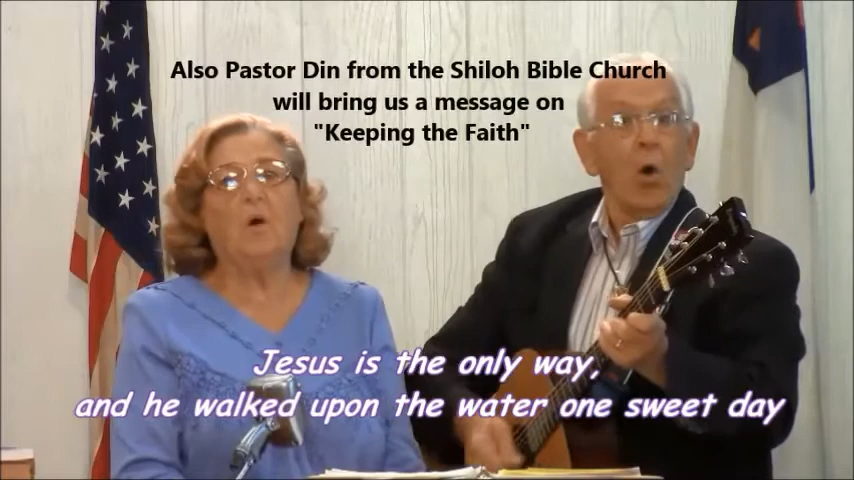 Also Pastor Din from the Shiloh Bible Church
will bring us a message on
"Keeping the Faith"
Jesus is the only way,
and he walked upon the water one sweet day